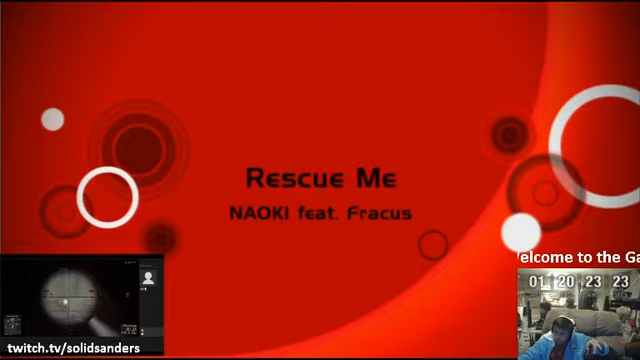 Rescue Me
NAOKI feat. Fracus
elcome to the Ga
01 20 23 23
twitch.tv/solidsanders